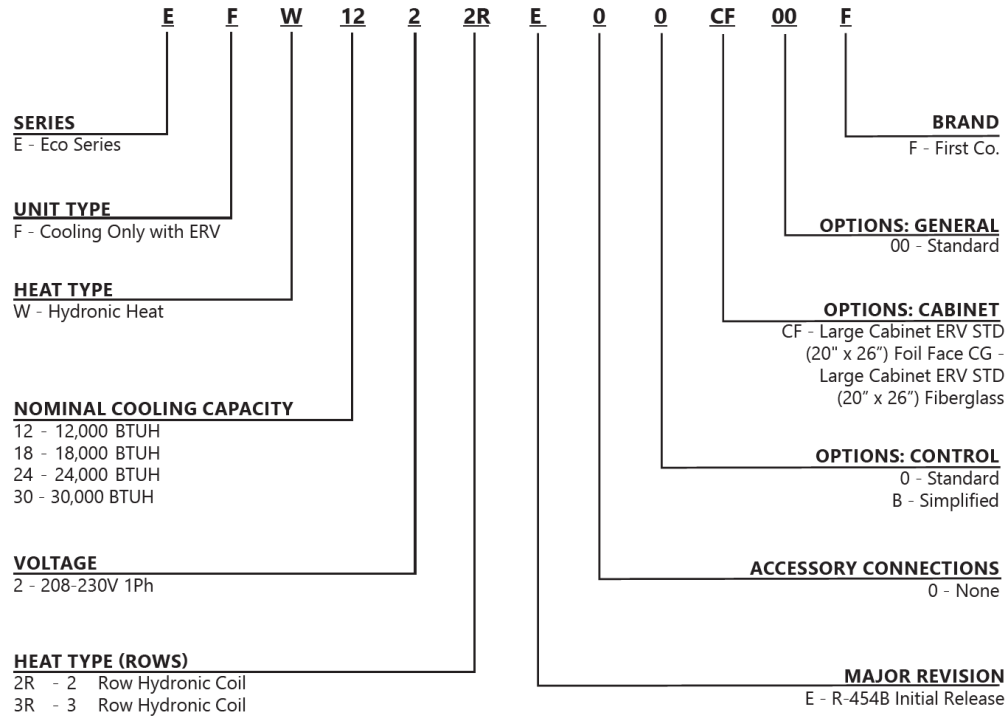 E F W 12 2 2R E 0 0 CF 00 F
SERIES
E - Eco Series
UNIT TYPE
F - Cooling Only with ERV
HEAT TYPE
W - Hydronic Heat
NOMINAL COOLING CAPACITY
12 - 12,000 BTUH
18 - 18,000 BTUH
24 - 24,000 BTUH
30 - 30,000 BTUH
VOLTAGE
2 - 208-230V 1Ph
HEAT TYPE (ROWS)
2R - 2 Row Hydronic Coil
3R - 3 Row Hydronic Coil
BRAND
F - First Co.
OPTIONS: GENERAL
00 - Standard
OPTIONS: CABINET
CF - Large Cabinet ERV STD
(20" x 26”) Foil Face CG -
Large Cabinet ERV STD
(20” x 26”) Fiberglass
OPTIONS: CONTROL
0 - Standard
B - Simplified
ACCESSORY CONNECTIONS
0 - None
MAJOR REVISION
E - R-454B Initial Release